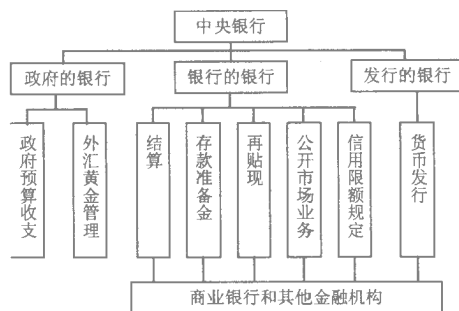 中央银行
政府的银行
银行的银行
发行的银行
政府预算收支
外汇黄金管理
结算
存款准备金
再贴现
公开市场业务
信用限额规定
货币发行
商业银行和其他金融机构